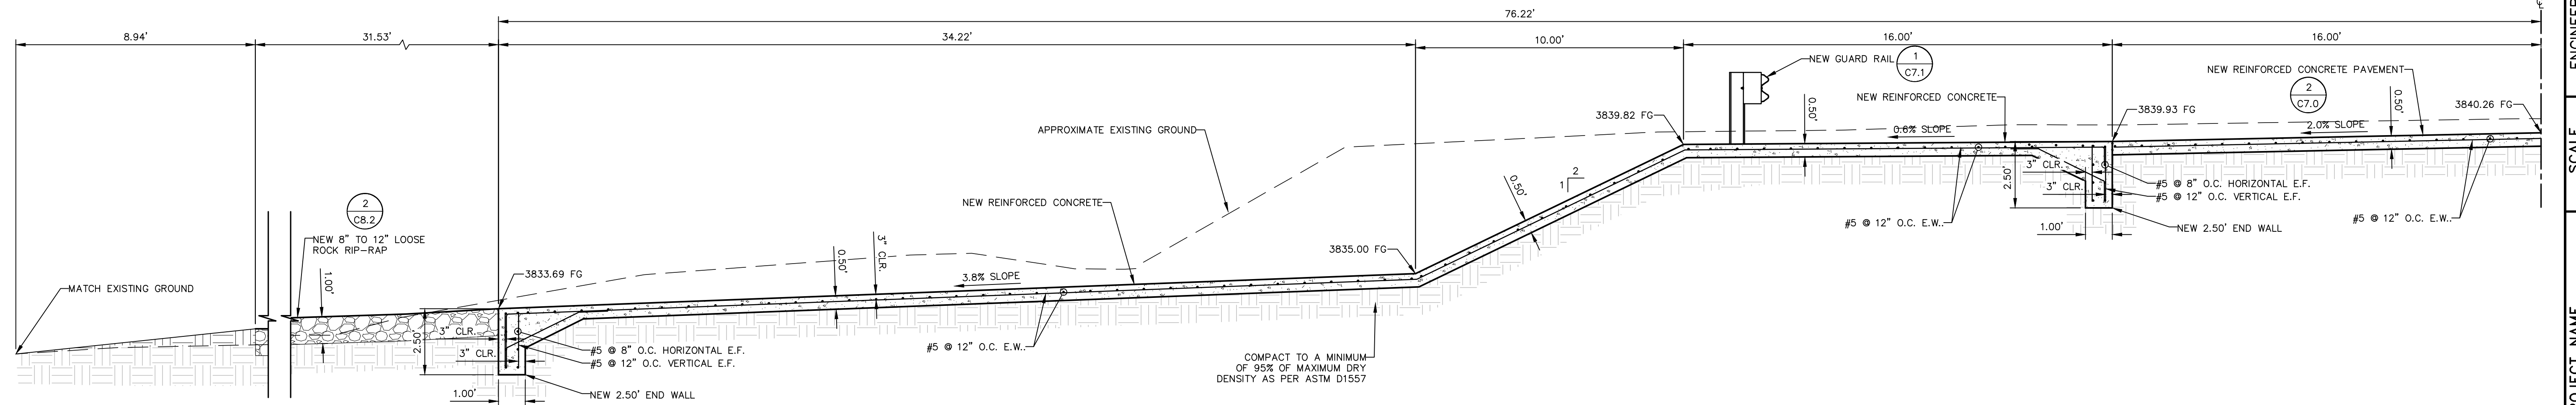 76.22'
8.94'
31.53'
34.22'
10.00'
16.00'
16.00'
NEW GUARD RAIL
1
C7.1
NEW REINFORCED CONCRETE PAVEMENT
2
C7.0
NEW REINFORCED CONCRETE
0.50'
0.50'
3839.82 FG
3839.93 FG
3840.26 FG
APPROXIMATE EXISTING GROUND
0.6% SLOPE
2.0% SLOPE
3" CLR.
3" CLR.
2.50'
#5 @ 8" O.C. HORIZONTAL E.F.
#5 @ 12" O.C. VERTICAL E.F.
#5 @ 12" O.C. E.W..
#5 @ 12" O.C. E.W..
1.00'
NEW 2.50' END WALL
0.50'
1
2
NEW REINFORCED CONCRETE
2
C8.2
NEW 8" TO 12" LOOSE
ROCK RIP-RAP
3835.00 FG
3" CLR.
0.50'
3.8% SLOPE
3833.69 FG
1.00'
MATCH EXISTING GROUND
3" CLR.
3" CLR.
2.50'
#5 @ 8" O.C. HORIZONTAL E.F.
#5 @ 12" O.C. VERTICAL E.F.
#5 @ 12" O.C. E.W..
COMPACT TO A MINIMUM
OF 95% OF MAXIMUM DRY
DENSITY AS PER ASTM D1557
1.00'
NEW 2.50' END WALL
SCALE